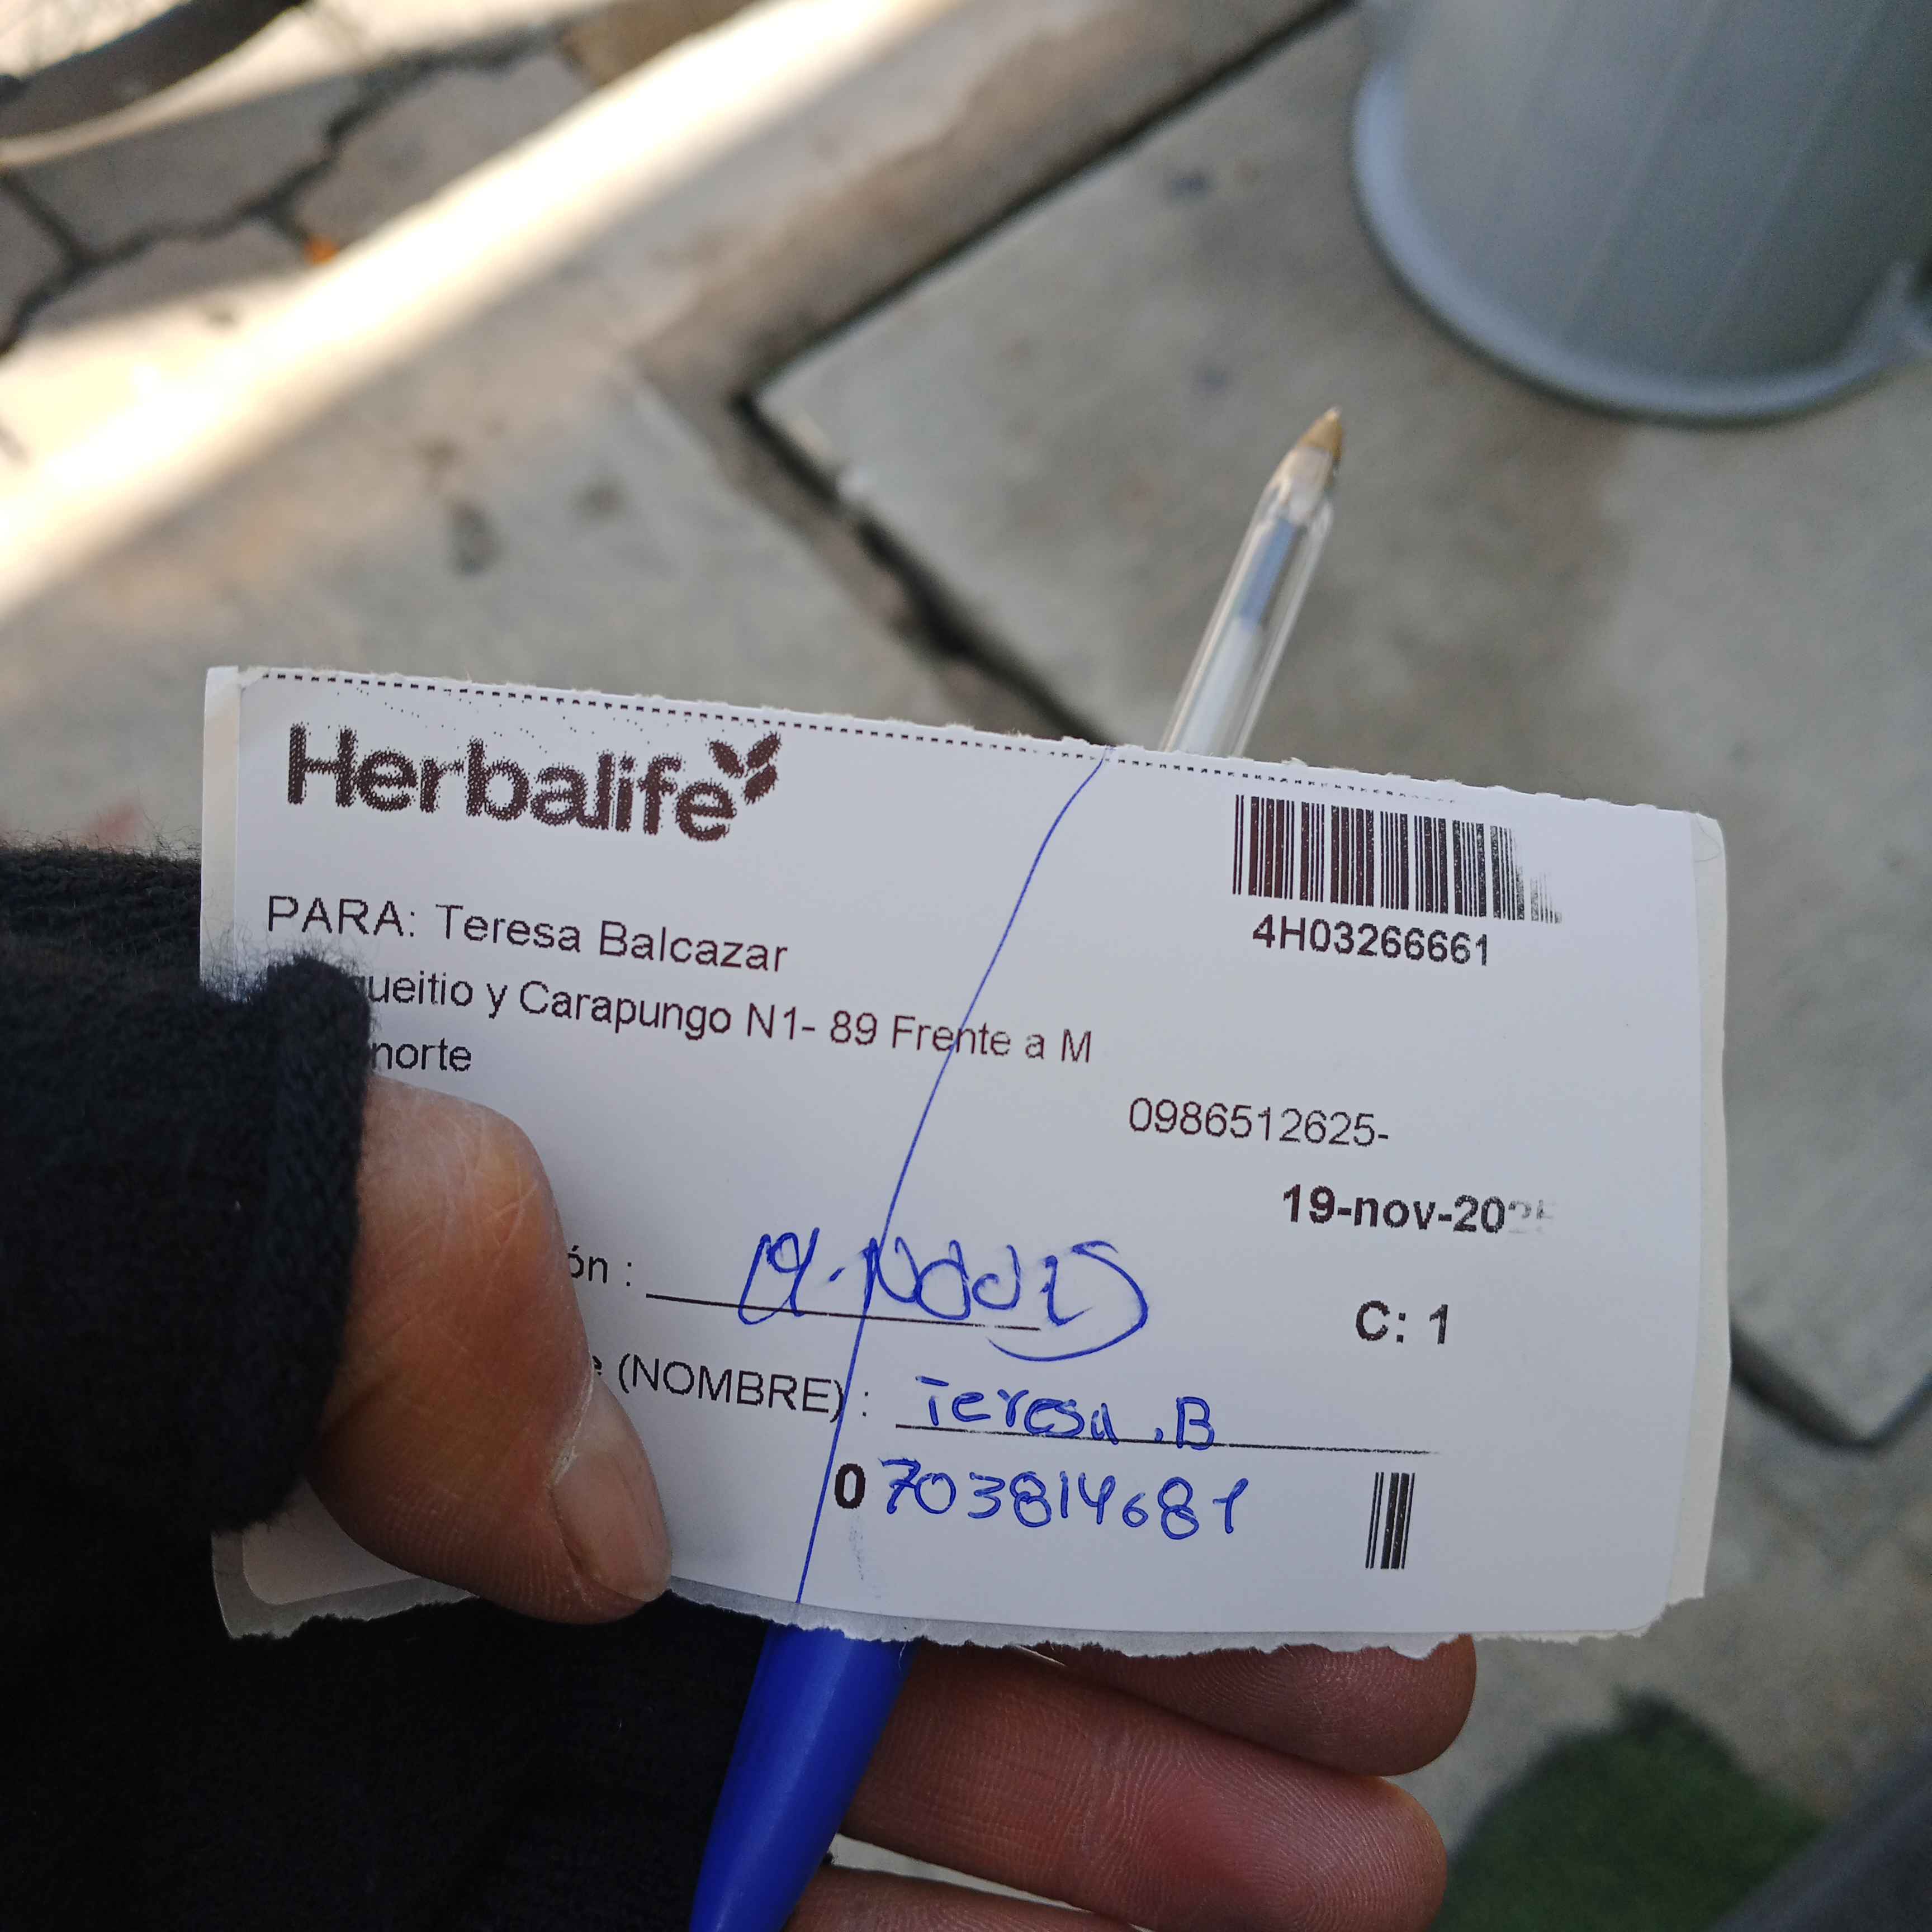 Herbalife
4H03266661
PARA: Teresa Balcazar
ueitio y Carapungo N1- 89 Frente a M
norte
0986512625-
19-nov-20
ón :
C: 1
(NOMBRE) : Teresa .B
0703814681